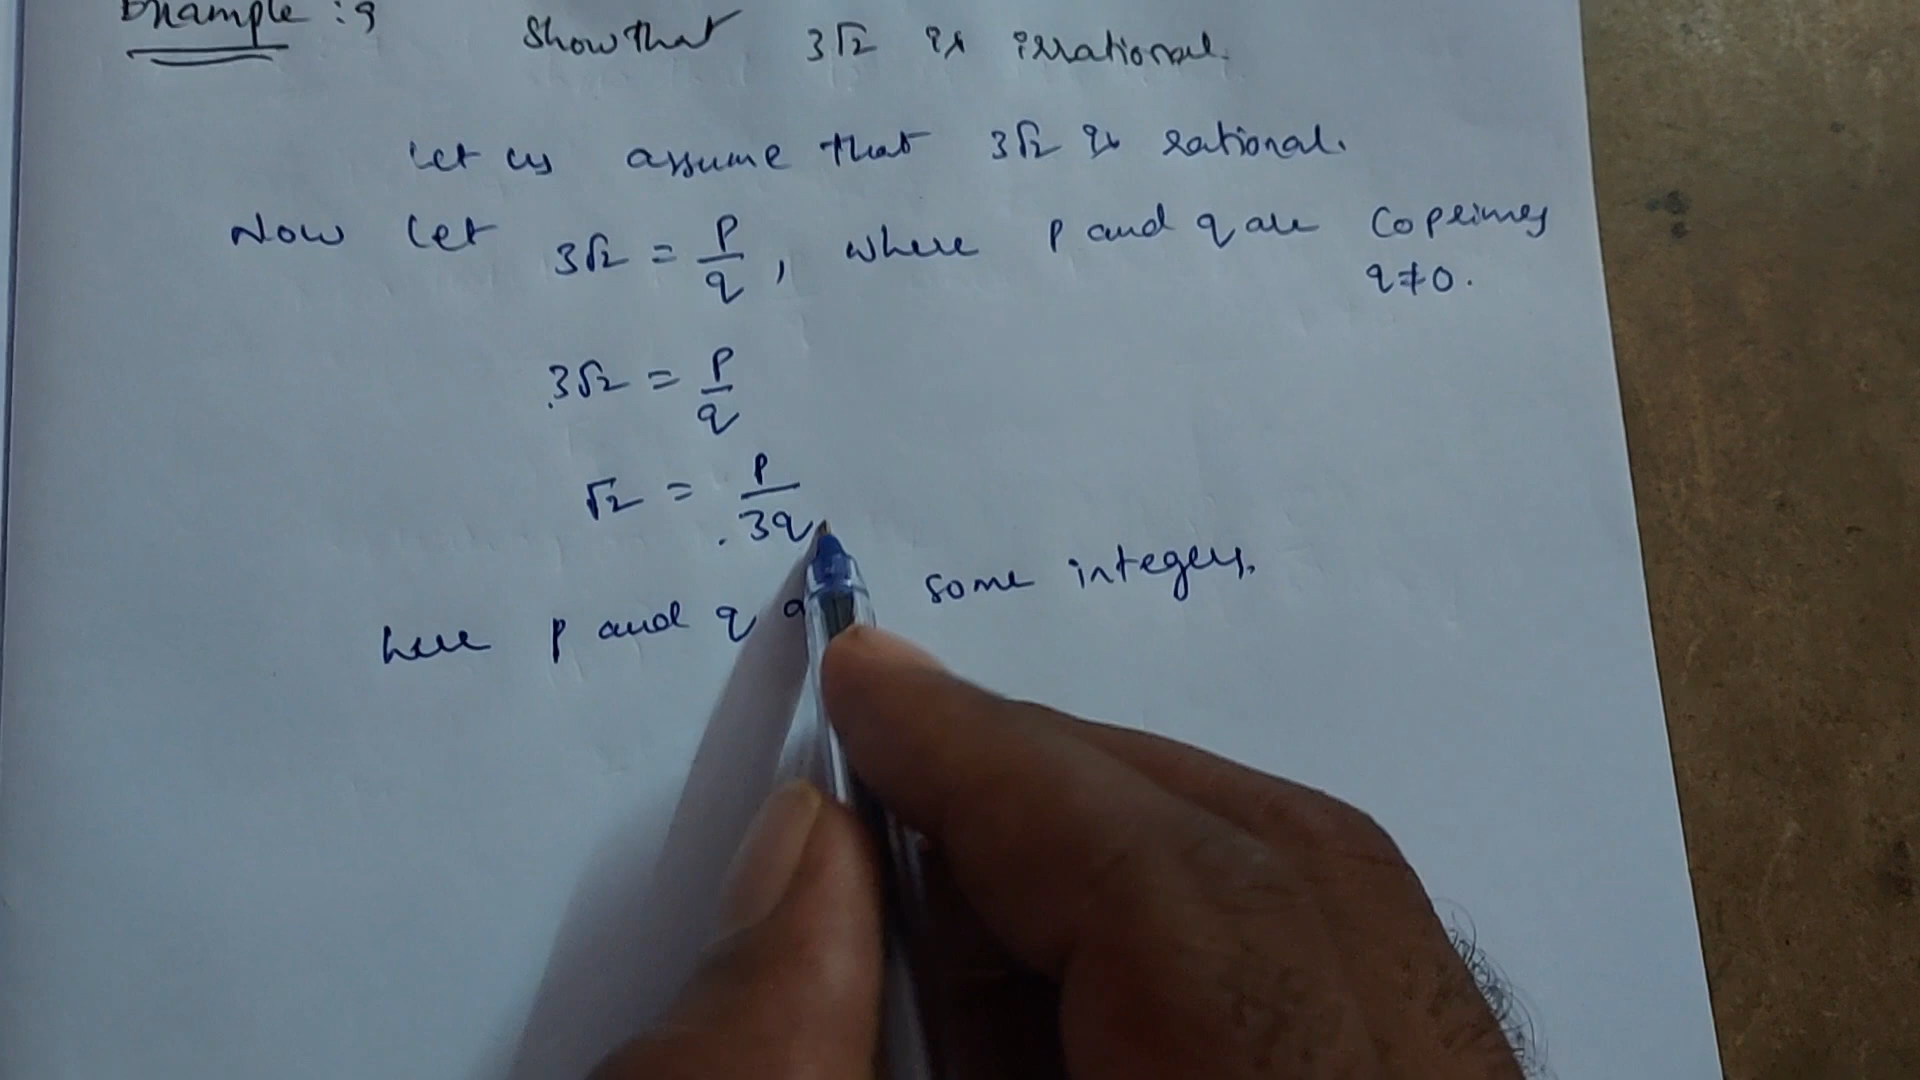 Example : 9 Show that 3√2 is irrational.
Let us assume that 3√2 is rational.
Now let 3√2 = p/q, where p and q are coprimes
q≠0.
3√2 = p/q
√2 = p/3q
here p and q some integers.